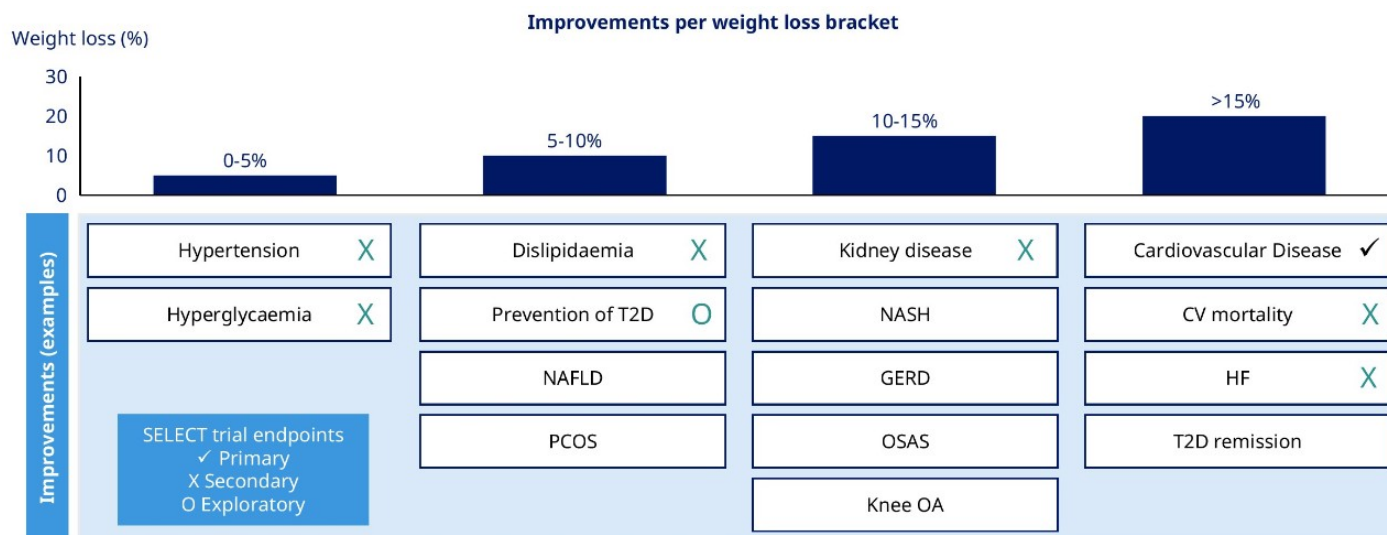 Improvements per weight loss bracket
Weight loss (%)
30
20
10
0
0-5%
5-10%
10-15%
>15%
Improvements (examples)
Hypertension X
Hyperglycaemia X
SELECT trial endpoints
✓ Primary
X Secondary
O Exploratory
Dislipidaemia X
Prevention of T2D O
NAFLD
PCOS
Kidney disease X
NASH
GERD
OSAS
Knee OA
Cardiovascular Disease ✓
CV mortality X
HF X
T2D remission